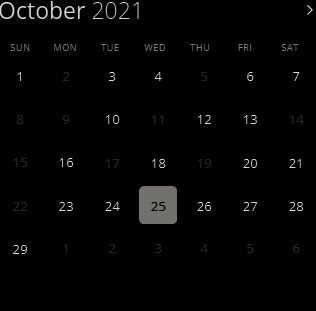 October 2021
SUN MON TUE WED THU FRI SAT
1 2 3 4 5 6 7
8 9 10 11 12 13 14
15 16 17 18 19 20 21
22 23 24 25 26 27 28
29 1 2 3 4 5 6